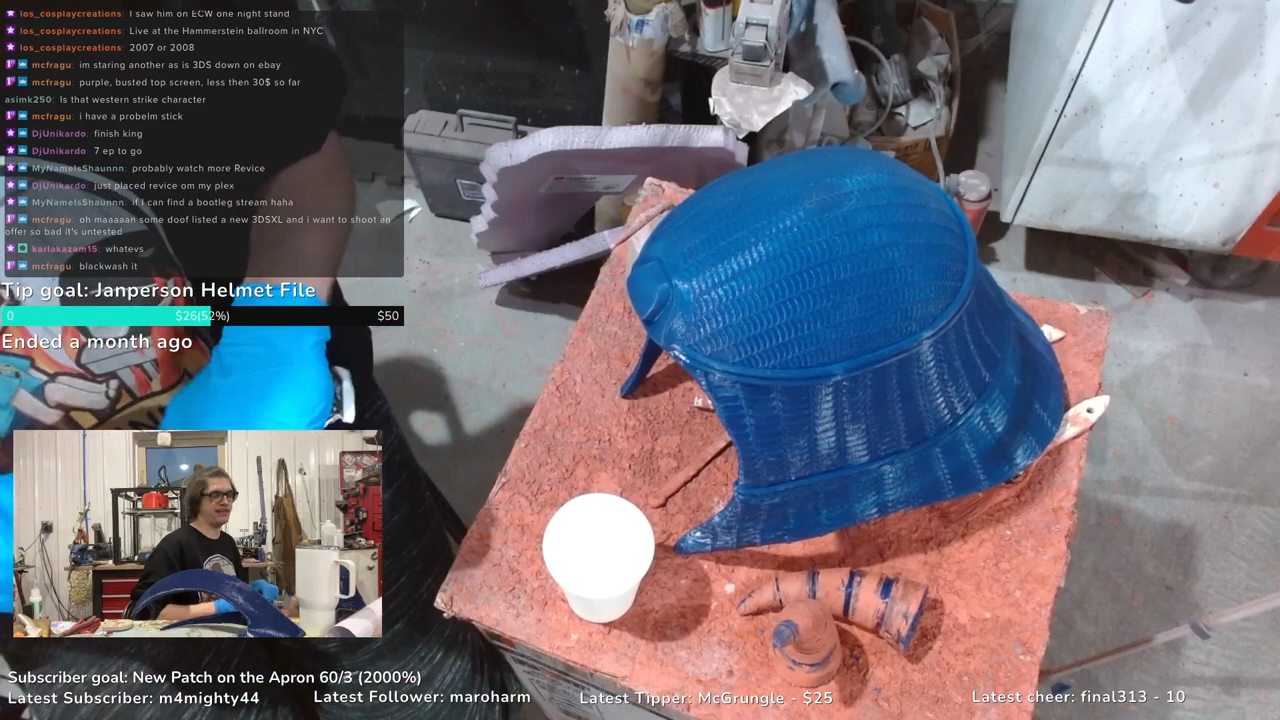 los_cosplaycreations: I saw him on ECW one night stand
los_cosplaycreations: Live at the Hammerstein ballroom in NYC
los_cosplaycreations: 2007 or 2008
mcfragu: im staring another as is 3DS down on ebay
mcfragu: purple, busted top screen, less then 30$ so far
asimk250: Is that western strike character
mcfragu: i have a probelm stick
DjUnikardo: finish king
DjUnikardo: 7 ep to go
MyNameIsShaunnn: probably watch more Revice
DjUnikardo: just placed revice om my plex
MyNameIsShaunnn: if I can find a bootleg stream haha
mcfragu: oh maaaaan some doof listed a new 3DSXL and i want to shoot an
offer so bad it's untested
karlakazam15: whatevs
mcfragu: blackwash it
Tip goal: Janperson Helmet File
0 $26(52%) $50
Ended a month ago
Subscriber goal: New Patch on the Apron 60/3 (2000%)
Latest Subscriber: m4mighty44
Latest Follower: maroharm
Latest Tipper: McGrungle - $25
Latest cheer: final313 - 10